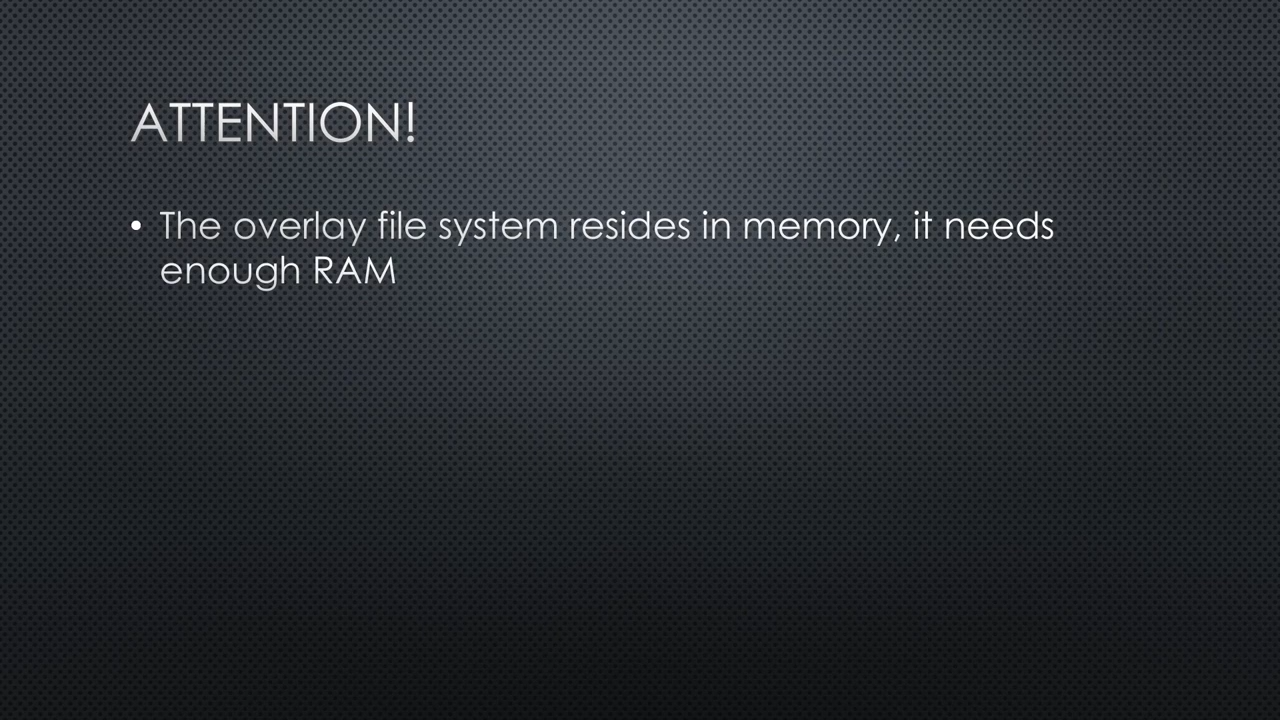 ATTENTION!
• The overlay file system resides in memory, it needs
enough RAM